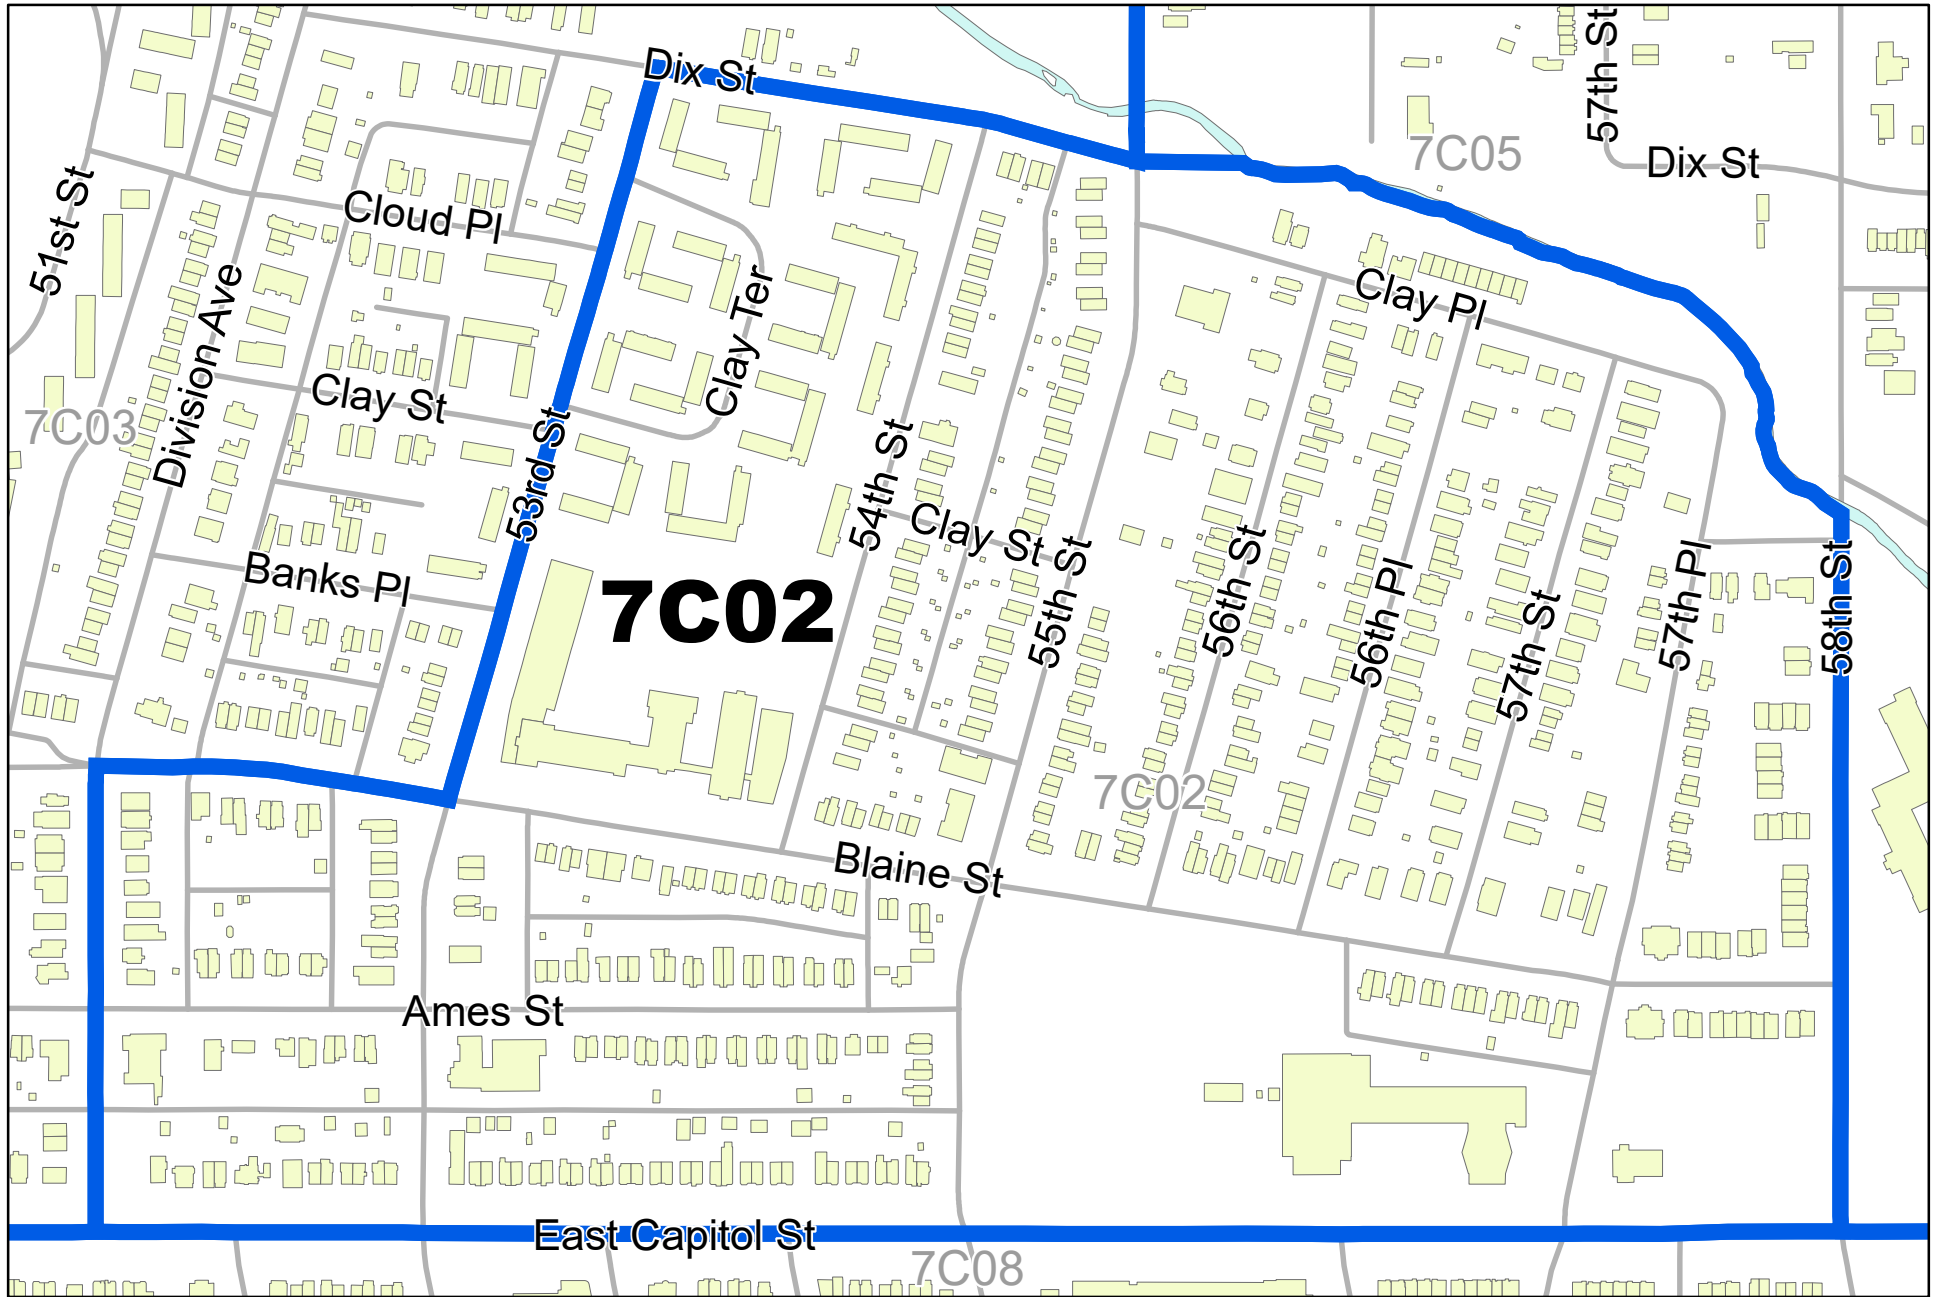 57th St
Dix St
7C05
Dix St
51st St
Cloud Pl
Division Ave
Clay Ter
Clay Pl
Clay St
7C03
53rd St
54th St
Clay St
55th St
56th St
56th Pl
57th St
57th Pl
58th St
Banks Pl
7C02
7C02
Blaine St
Ames St
East Capitol St
7C08